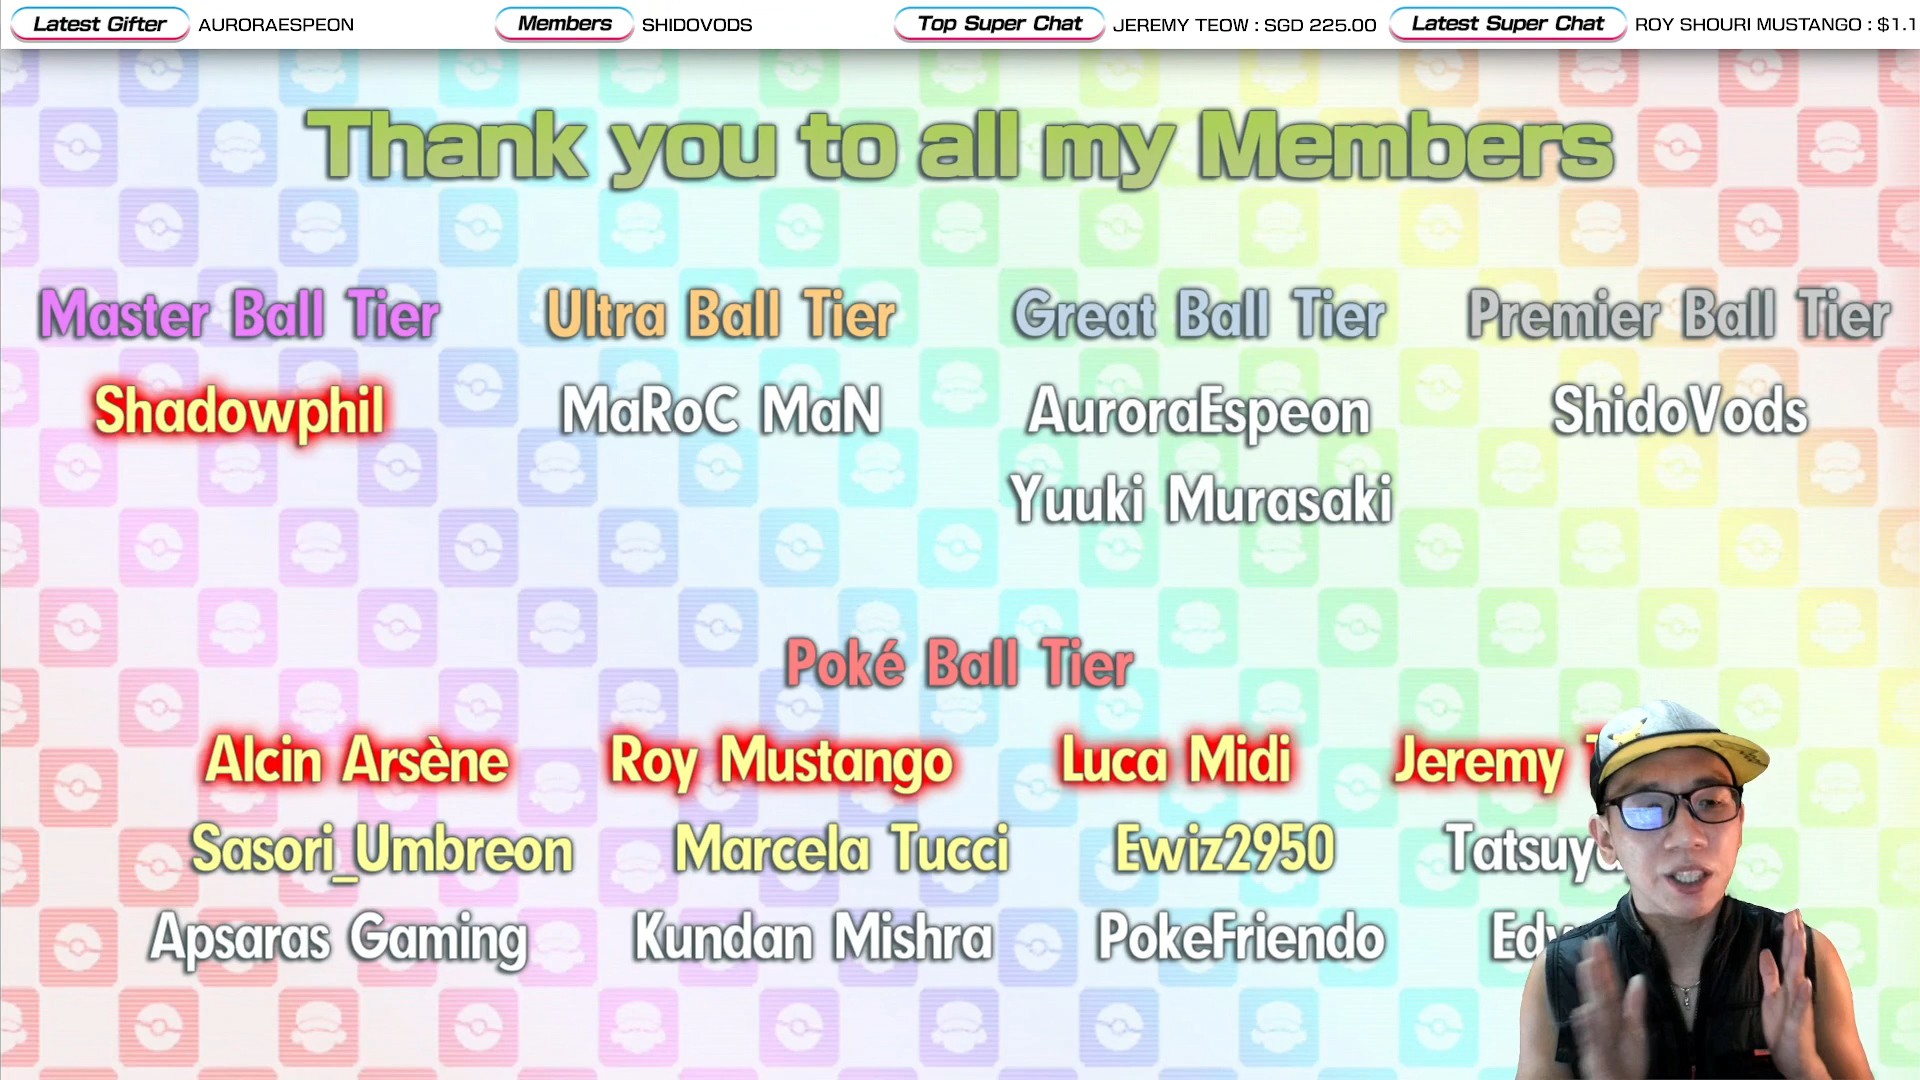 Latest Gifter AURORAESPEON Members SHIDOVODS Top Super Chat JEREMY TEOW : SGD 225.00 Latest Super Chat ROY SHOURI MUSTANGO : $1.1
Thank you to all my Members
Master Ball Tier Ultra Ball Tier Great Ball Tier Premier Ball Tier
Shadowphil MaRoC MaN AuroraEspeon ShidoVods
Yuuki Murasaki
Poké Ball Tier
Alcin Arsène Roy Mustango Luca Midi Jeremy
Sasori_Umbreon Marcela Tucci Ewiz2950
Apsaras Gaming Kundan Mishra PokeFriendo